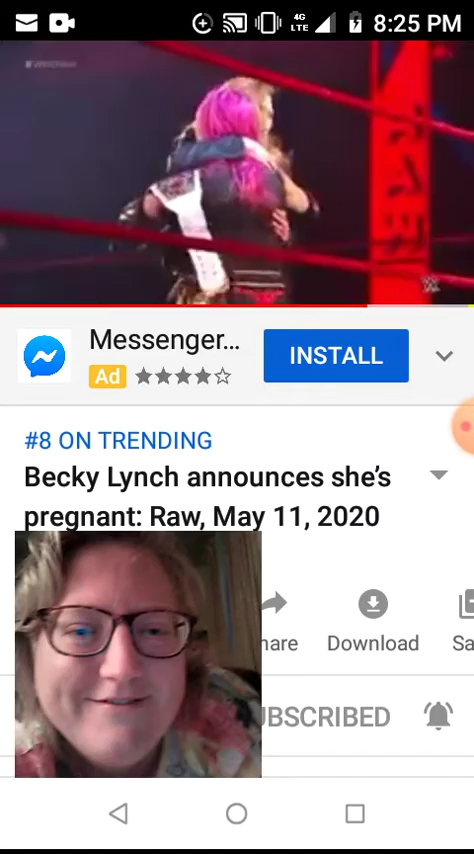 4G
LTE
8:25 PM
Messenger...
INSTALL
Ad
#8 ON TRENDING
Becky Lynch announces she's
pregnant: Raw, May 11, 2020
hare
Download
Sa
UBSCRIBED